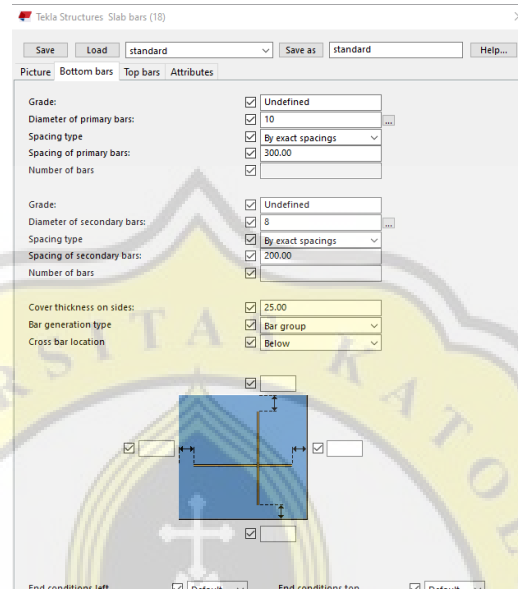 Tekla Structures Slab bars (18)
Save Load standard Save as standard Help...
Picture Bottom bars Top bars Attributes
Grade: Undefined
Diameter of primary bars: 10 ...
Spacing type By exact spacings
Spacing of primary bars: 300.00
Number of bars
Grade: Undefined
Diameter of secondary bars: 8 ...
Spacing type By exact spacings
Spacing of secondary bars: 200.00
Number of bars
Cover thickness on sides: 25.00
Bar generation type Bar group
Cross bar location Below
ERSITAS KATO
End conditions left Default End conditions top Default